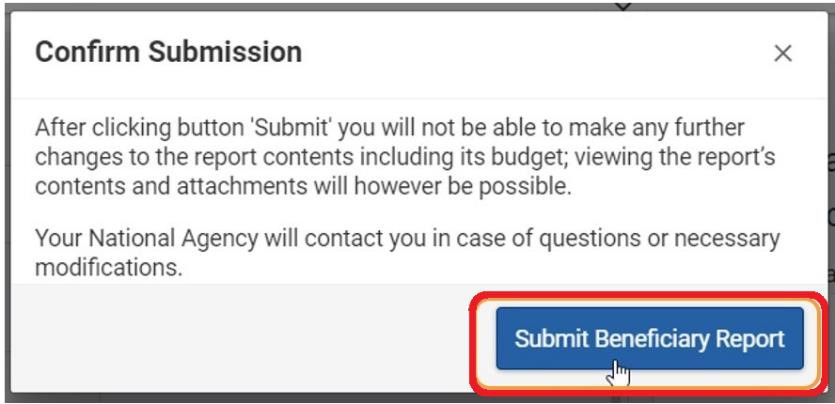 Confirm Submission
After clicking button 'Submit' you will not be able to make any further
changes to the report contents including its budget; viewing the report's
contents and attachments will however be possible.
Your National Agency will contact you in case of questions or necessary
modifications.
Submit Beneficiary Report